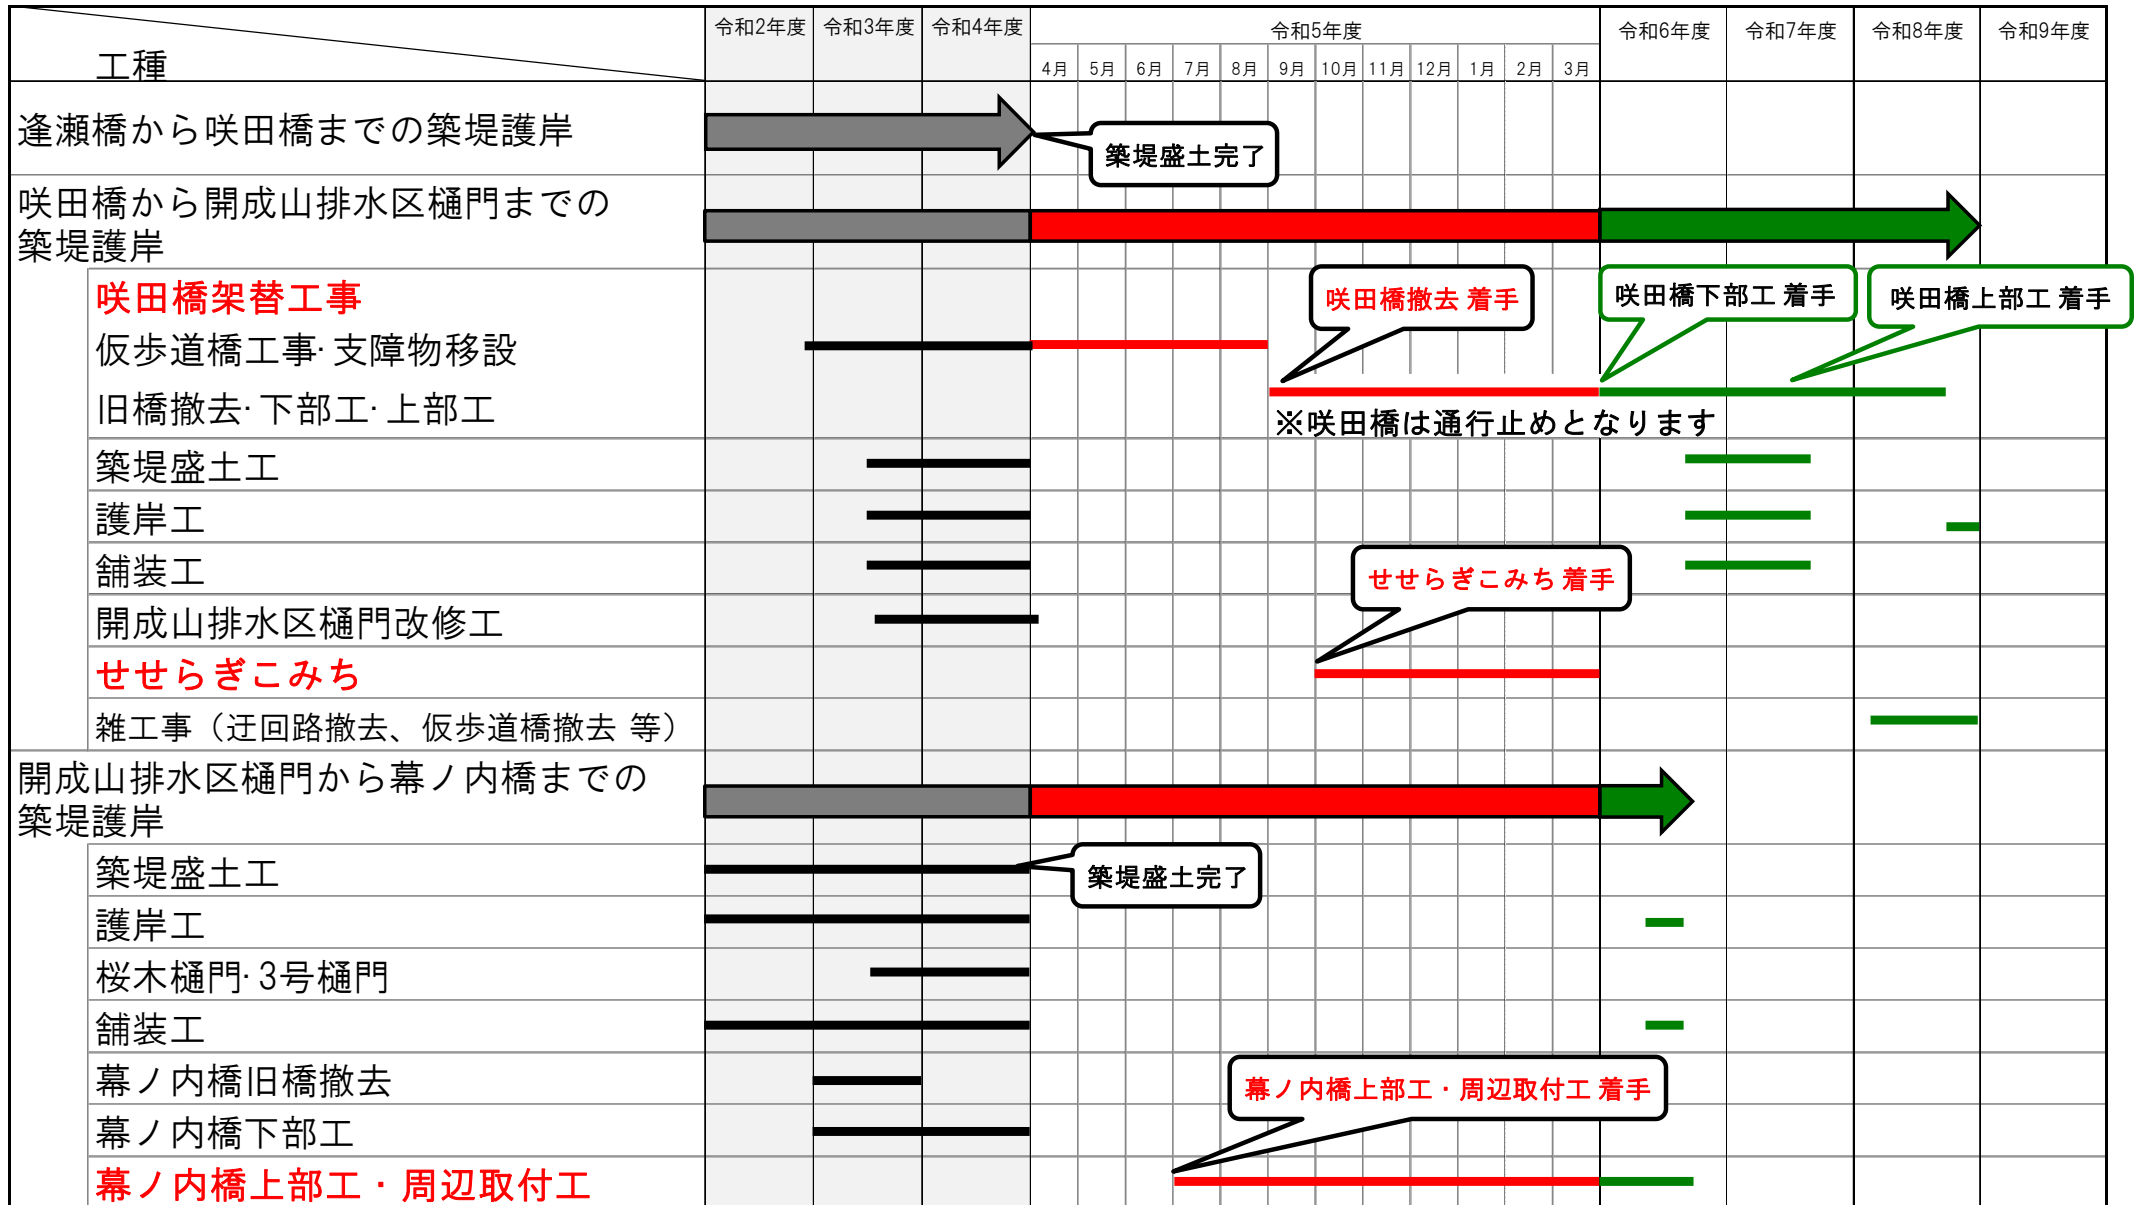 工種
令和2年度 令和3年度 令和4年度 令和5年度 令和6年度 令和7年度 令和8年度 令和9年度
4月 5月 6月 7月 8月 9月 10月 11月 12月 1月 2月 3月
逢瀬橋から咲田橋までの築堤護岸
築堤盛土完了
咲田橋から開成山排水区樋門までの
築堤護岸
咲田橋架替工事
咲田橋撤去 着手
咲田橋下部工 着手
咲田橋上部工 着手
仮歩道橋工事・支障物移設
旧橋撤去・下部工・上部工
※咲田橋は通行止めとなります
築堤盛土工
護岸工
舗装工
せせらぎこみち 着手
開成山排水区樋門改修工
せせらぎこみち
雑工事（迂回路撤去、仮歩道橋撤去 等）
開成山排水区樋門から幕ノ内橋までの
築堤護岸
築堤盛土工
築堤盛土完了
護岸工
桜木樋門・3号樋門
舗装工
幕ノ内橋旧橋撤去
幕ノ内橋上部工・周辺取付工 着手
幕ノ内橋下部工
幕ノ内橋上部工・周辺取付工